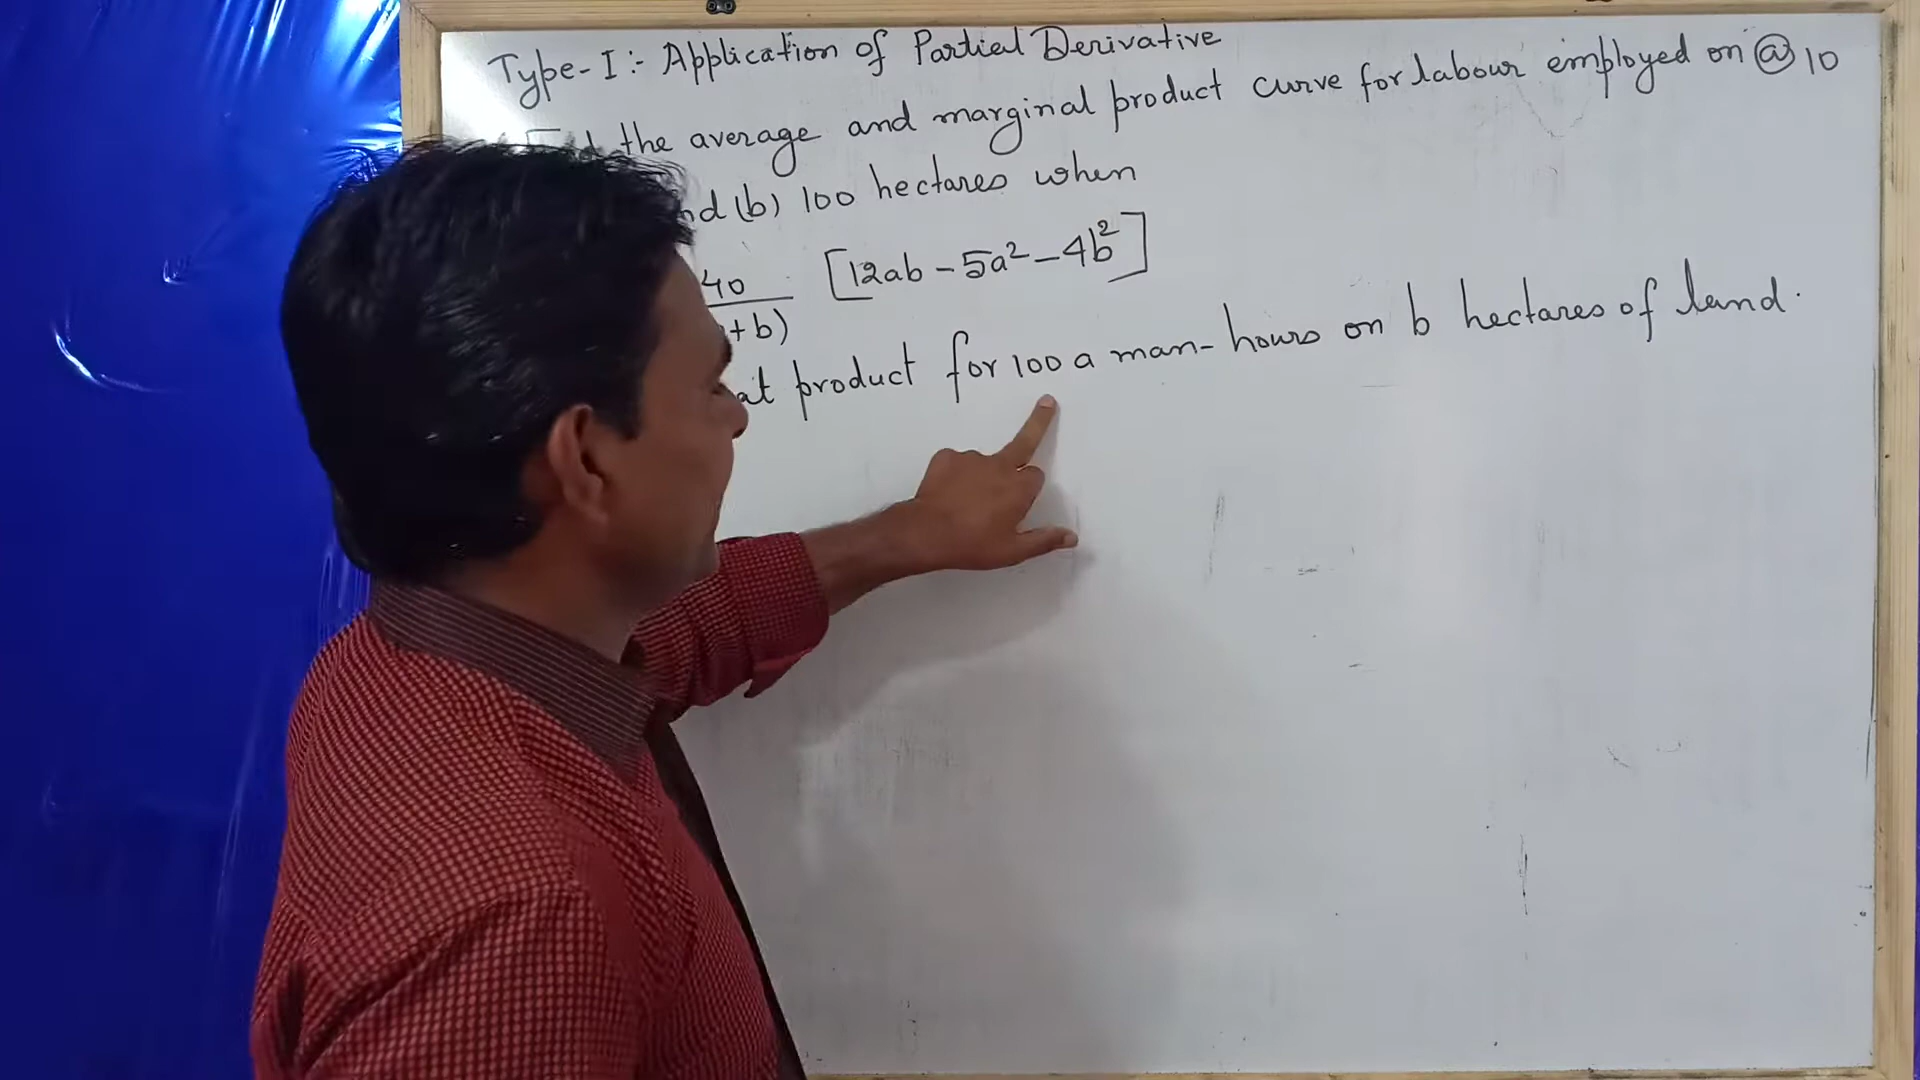 Type-I:- Application of Partial Derivative
the average and marginal product curve for labour employed on (a) 10
(b) 100 hectares when
40 [12ab - 5a² - 4b²]
+b)
at product for 100 a man-hours on b hectares of land.